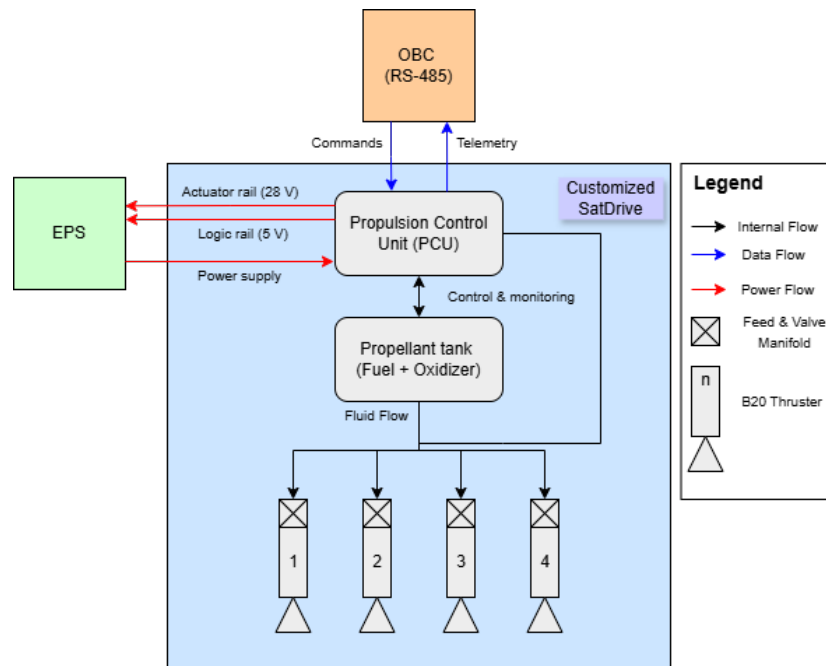 OBC
(RS-485)
Commands
Telemetry
Customized
SatDrive
Actuator rail (28 V)
EPS
Logic rail (5 V)
Power supply
Propulsion Control
Unit (PCU)
Control & monitoring
Propellant tank
(Fuel + Oxidizer)
Fluid Flow
1
2
3
4
Legend
Internal Flow
Data Flow
Power Flow
Feed & Valve
Manifold
n
B20 Thruster